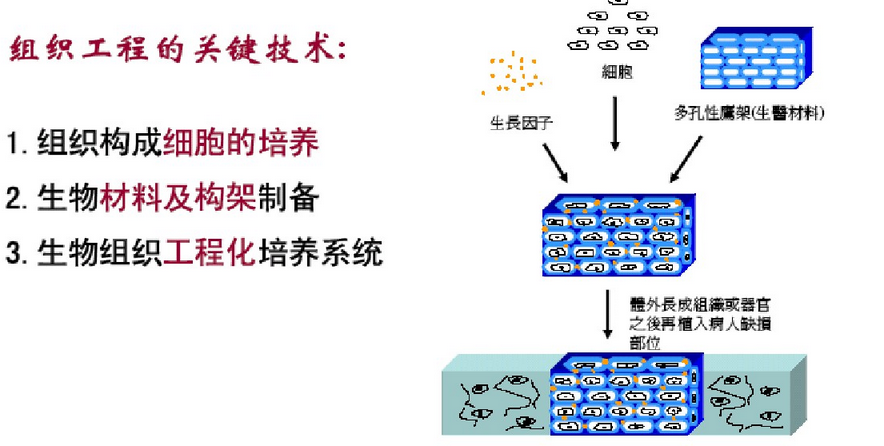 组织工程的关键技术:
1. 组织构成细胞的培养
2. 生物材料及构架制备
3. 生物组织工程化培养系统
細胞
生長因子
多孔性鷹架(生醫材料)
體外長成組織或器官
之後再植入病人缺損
部位